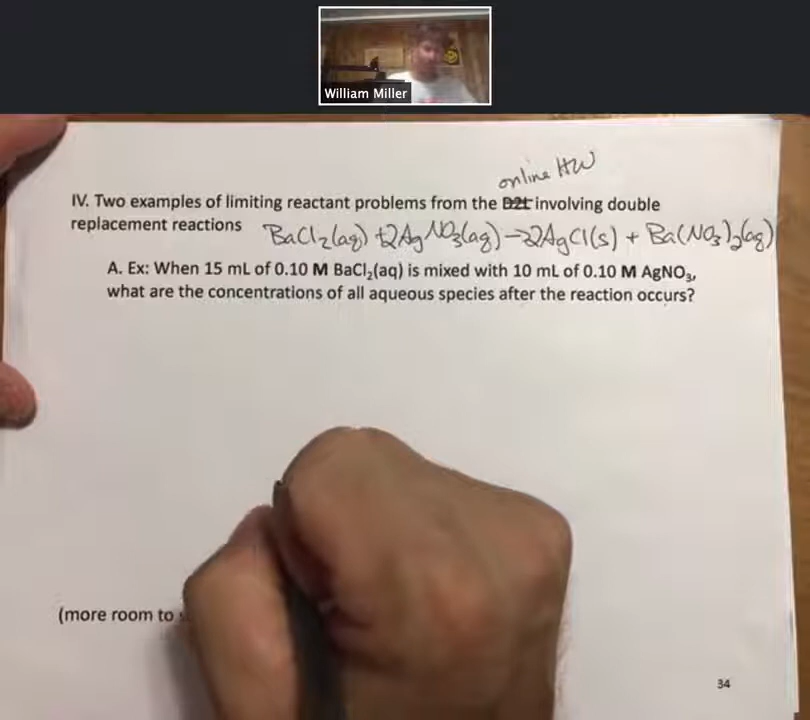 William Miller
online HW
IV. Two examples of limiting reactant problems from the D2L involving double
replacement reactions BaCl₂(aq) + 2AgNO₃(aq) → 2AgCl(s) + Ba(NO₃)₂(aq)
A. Ex: When 15 mL of 0.10 M BaCl₂(aq) is mixed with 10 mL of 0.10 M AgNO₃,
what are the concentrations of all aqueous species after the reaction occurs?
(more room to
34